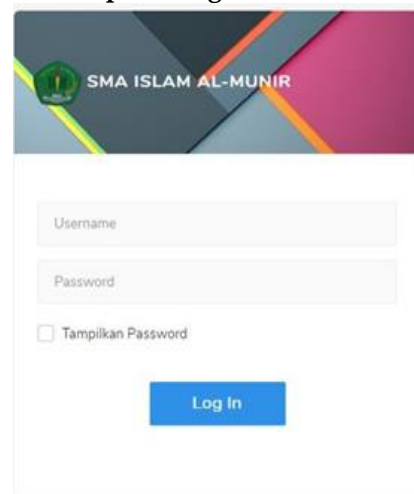 SMA ISLAM AL-MUNIR
Username
Password
Tampilkan Password
Log In